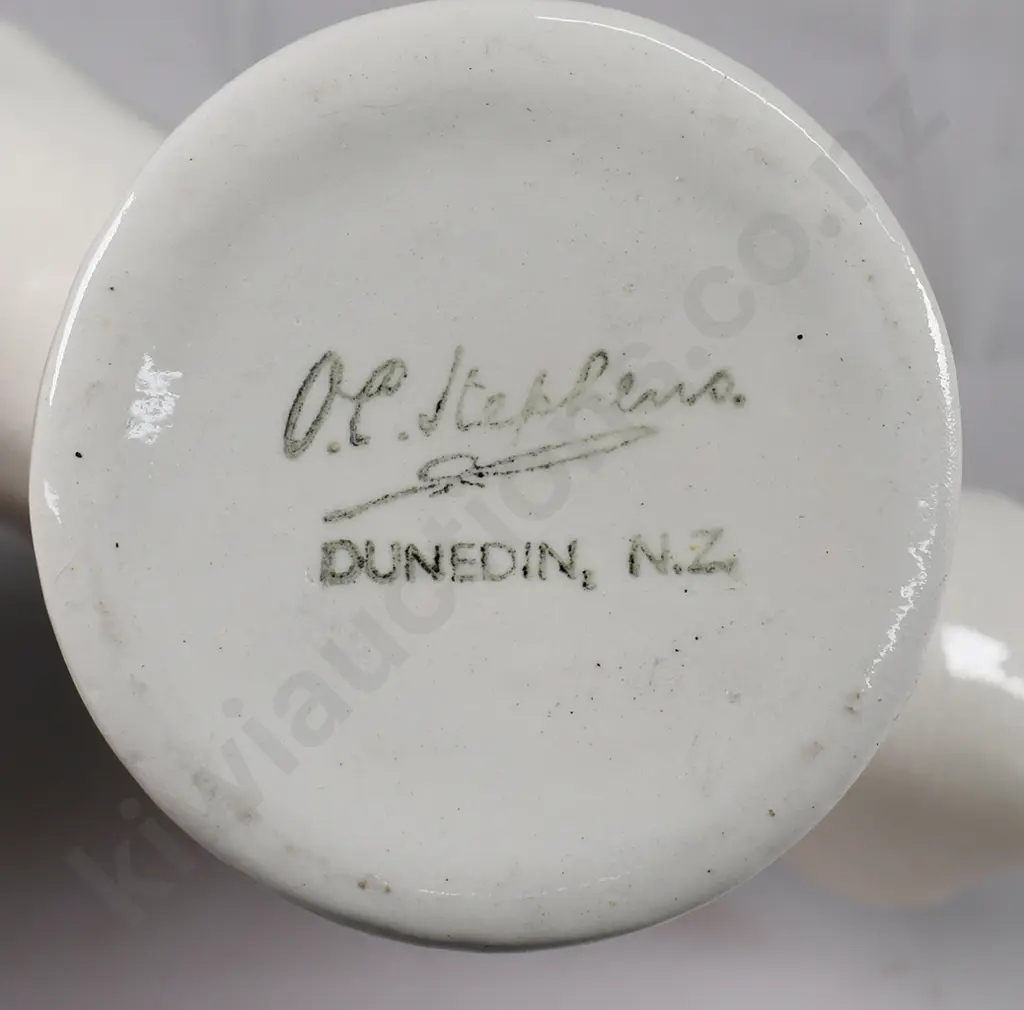 O.C. Stephens.
DUNEDIN, N.Z.
kiwiauctions.co.nz